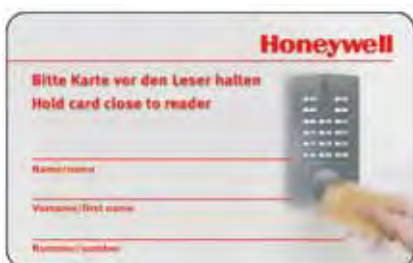 Honeywell
Bitte Karte vor den Leser halten
Hold card close to reader
Name/name
Vorname/first name
Nummer/number